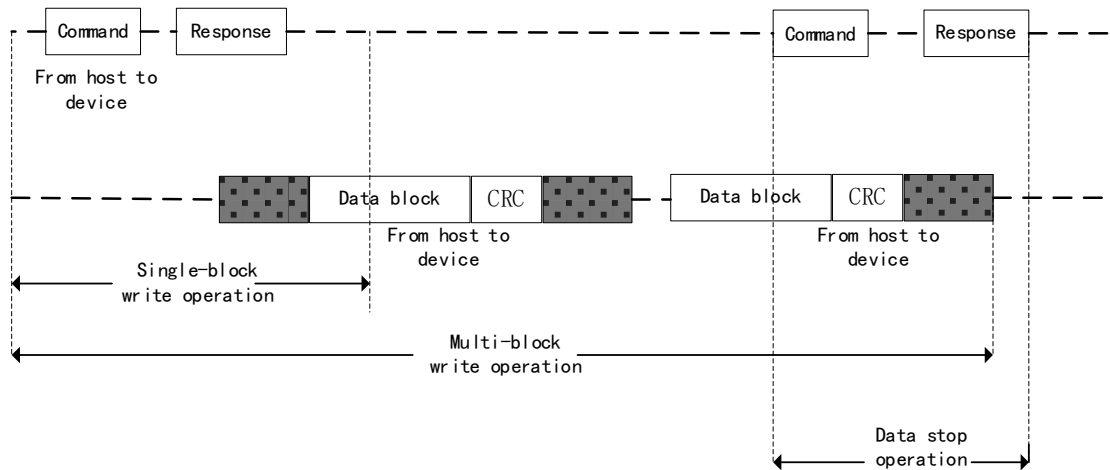 Command
Response
Command
Response
From host to
device
Data block
CRC
Data block
CRC
From host to
device
From host to
device
Single-block
write operation
Multi-block
write operation
Data stop
operation